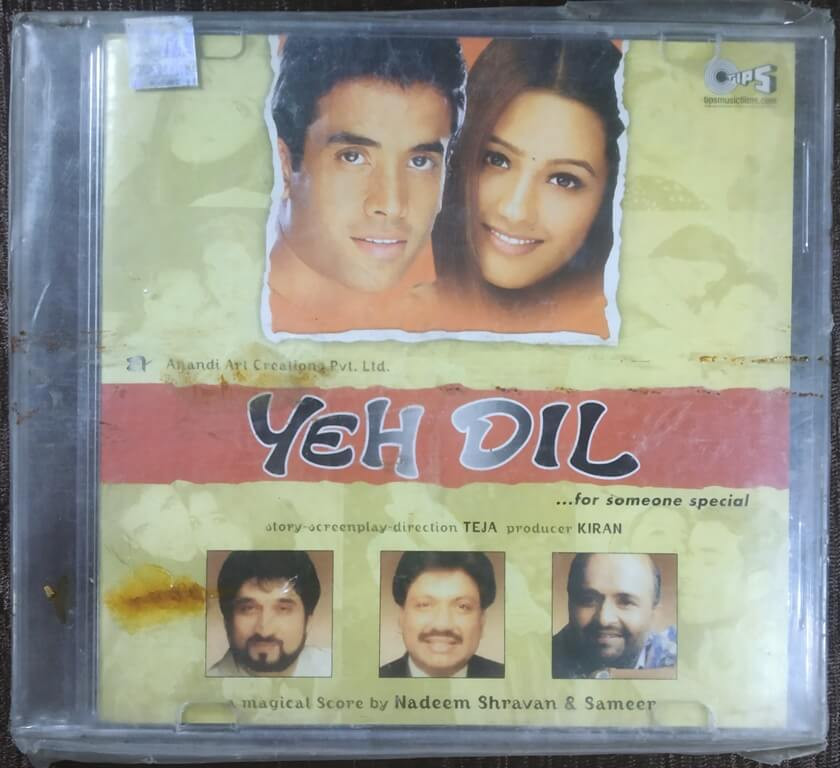 TIPS
tipsmusicfilms.com
Anandi Art Creations Pvt. Ltd.
YEH DIL
...for someone special
story-screenplay-direction TEJA producer KIRAN
a magical Score by Nadeem Shravan & Sameer